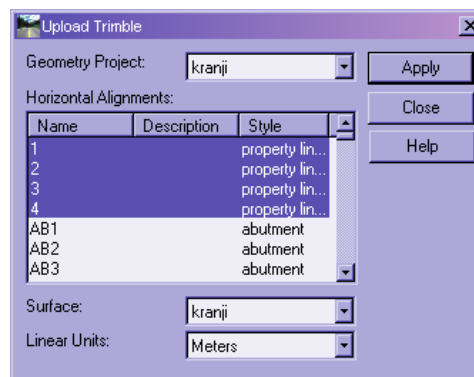 Upload Trimble
Geometry Project: kranji
Apply
Horizontal Alignments:
Close
Name Description Style
Help
1 property lin...
2 property lin...
3 property lin...
4 property lin...
AB1 abutment
AB2 abutment
AB3 abutment
Surface: kranji
Linear Units: Meters